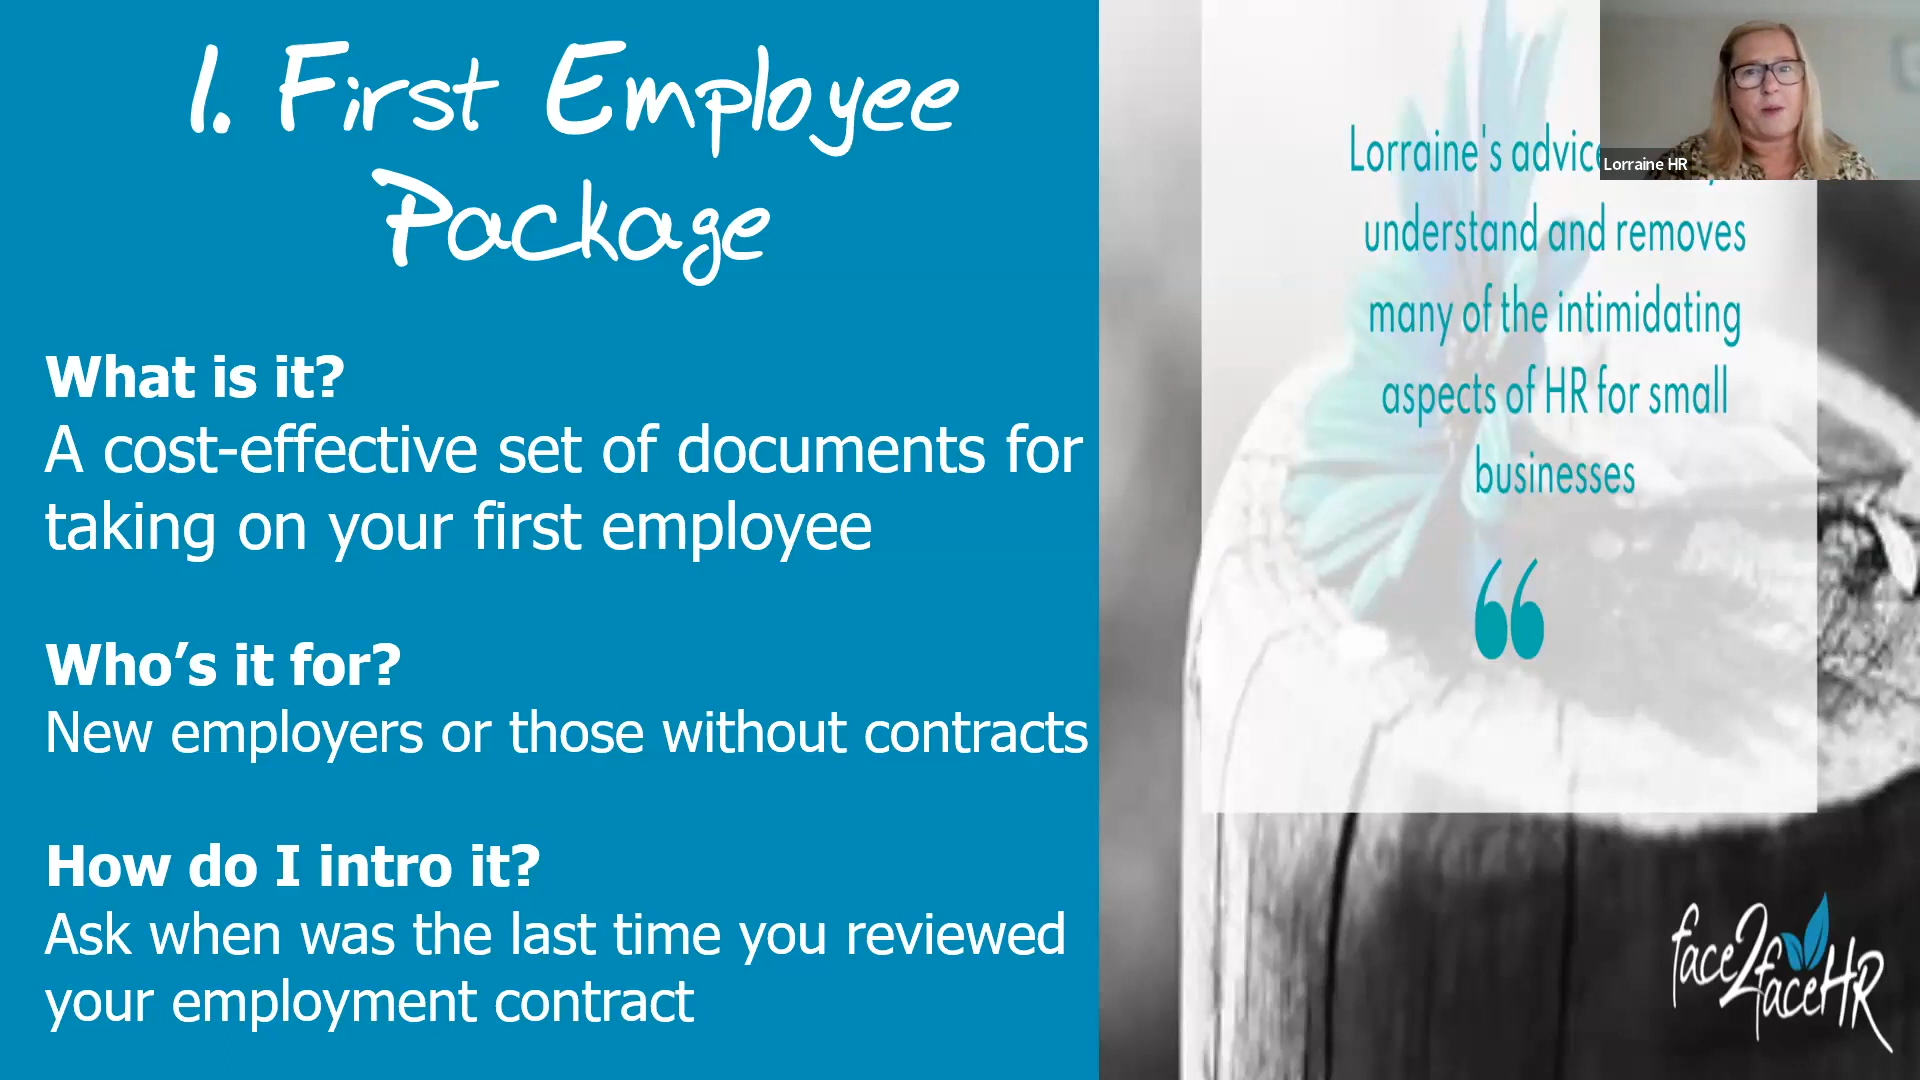 1. First Employee
Package
What is it?
A cost-effective set of documents for
taking on your first employee
Who’s it for?
New employers or those without contracts
How do I intro it?
Ask when was the last time you reviewed
your employment contract
Lorraine HR
Lorraine's advice
understand and removes
many of the intimidating
aspects of HR for small
businesses
“
face2faceHR